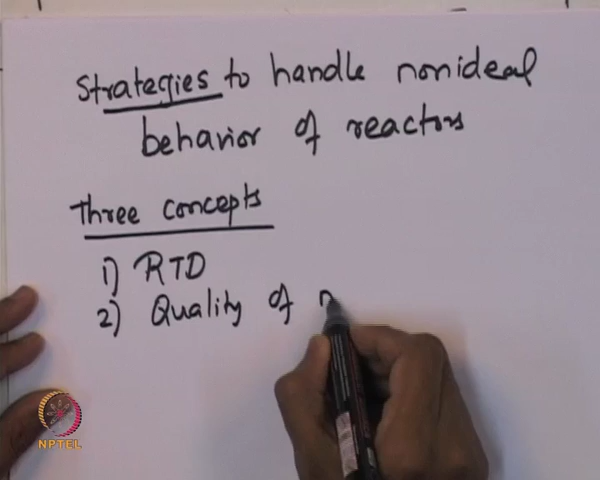 Strategies to handle nonideal
behavior of reactors
Three concepts
1) RTD
2) Quality of
NPTEL